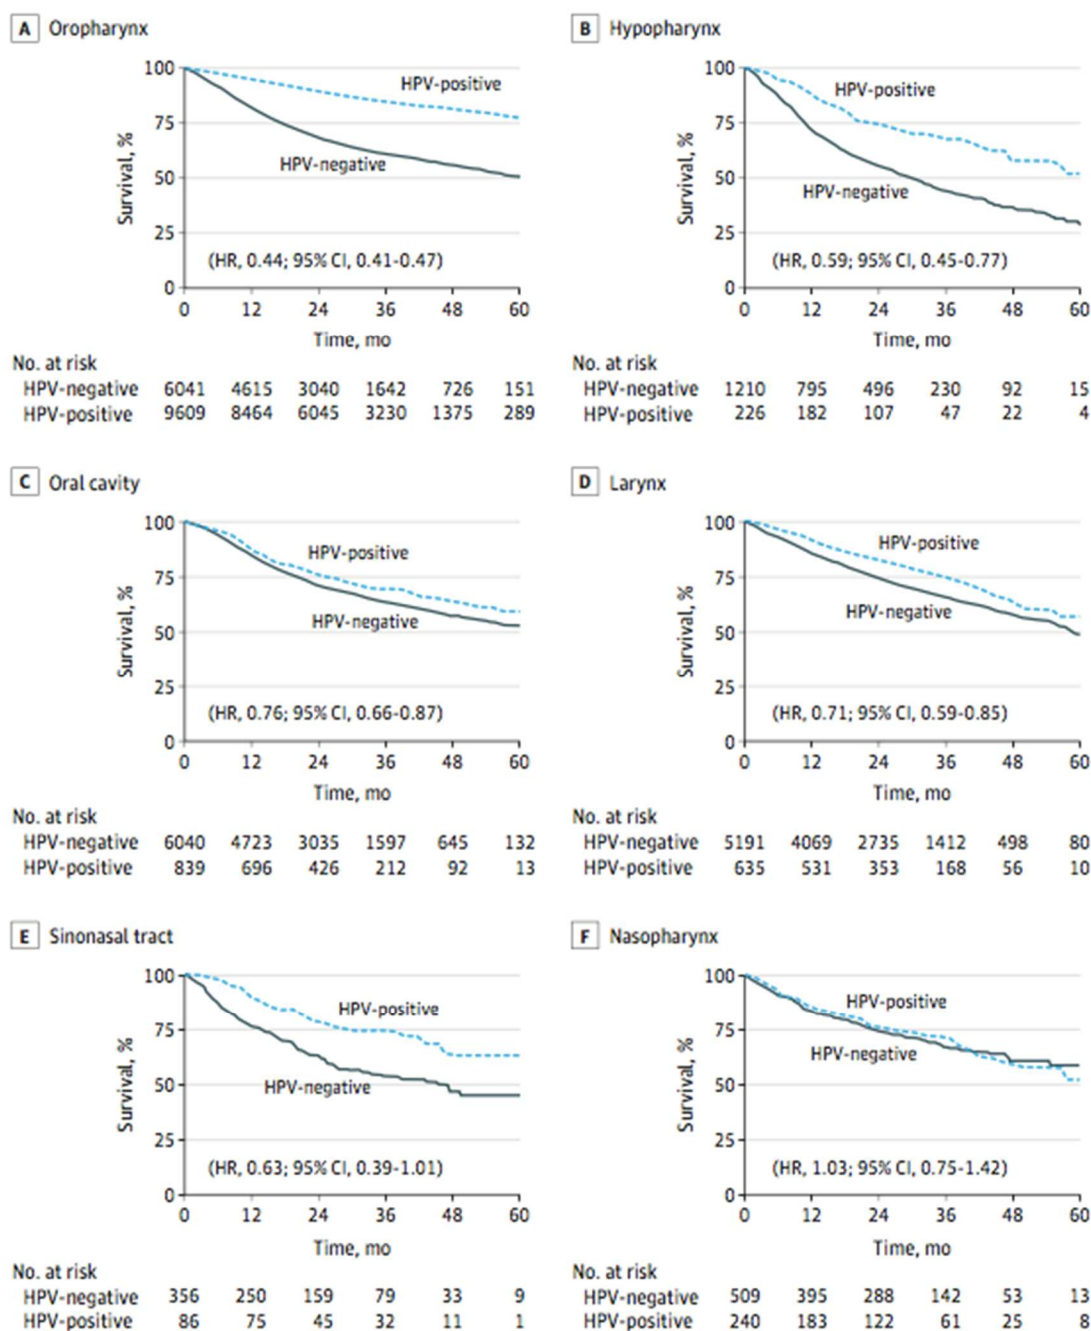 A Oropharynx
100
75
50
25
0
Survival, %
HPV-positive
HPV-negative
(HR, 0.44; 95% CI, 0.41-0.47)
0 12 24 36 48 60
Time, mo
No. at risk
HPV-negative 6041 4615 3040 1642 726 151
HPV-positive 9609 8464 6045 3230 1375 289
B Hypopharynx
100
75
50
25
0
Survival, %
HPV-positive
HPV-negative
(HR, 0.59; 95% CI, 0.45-0.77)
0 12 24 36 48 60
Time, mo
No. at risk
HPV-negative 1210 795 496 230 92 15
HPV-positive 226 182 107 47 22 4
C Oral cavity
100
75
50
25
0
Survival, %
HPV-positive
HPV-negative
(HR, 0.76; 95% CI, 0.66-0.87)
0 12 24 36 48 60
Time, mo
No. at risk
HPV-negative 6040 4723 3035 1597 645 132
HPV-positive 839 696 426 212 92 13
D Larynx
100
75
50
25
0
Survival, %
HPV-positive
HPV-negative
(HR, 0.71; 95% CI, 0.59-0.85)
0 12 24 36 48 60
Time, mo
No. at risk
HPV-negative 5191 4069 2735 1412 498 80
HPV-positive 635 531 353 168 56 10
E Sinonasal tract
100
75
50
25
0
Survival, %
HPV-positive
HPV-negative
(HR, 0.63; 95% CI, 0.39-1.01)
0 12 24 36 48 60
Time, mo
No. at risk
HPV-negative 356 250 159 79 33 9
HPV-positive 86 75 45 32 11 1
F Nasopharynx
100
75
50
25
0
Survival, %
HPV-positive
HPV-negative
(HR, 1.03; 95% CI, 0.75-1.42)
0 12 24 36 48 60
Time, mo
No. at risk
HPV-negative 509 395 288 142 53 13
HPV-positive 240 183 122 61 25 8